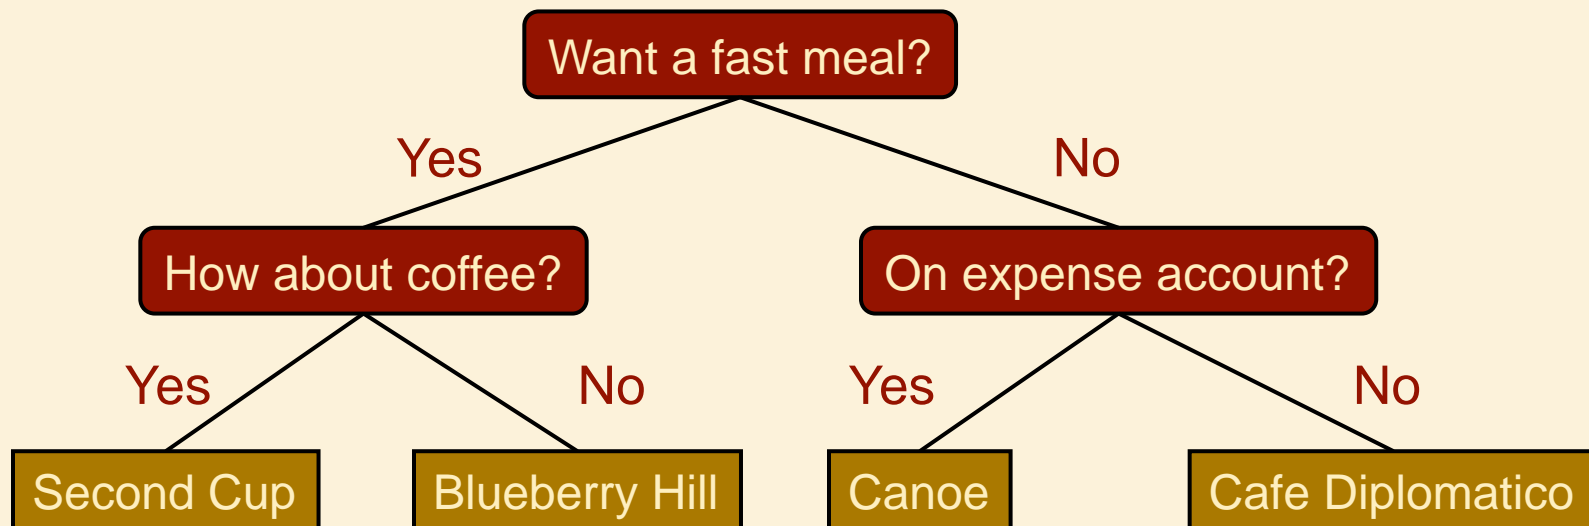 Want a fast meal?
Yes
No
How about coffee?
On expense account?
Yes
No
Yes
No
Second Cup
Blueberry Hill
Canoe
Cafe Diplomatico